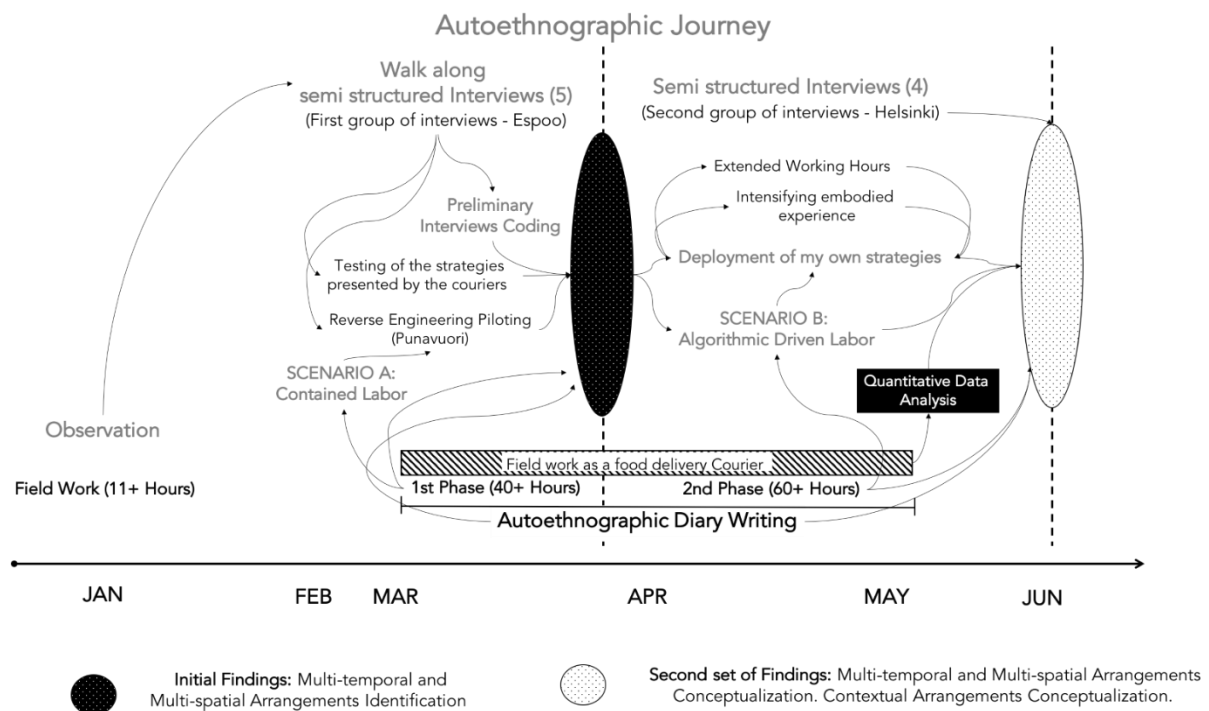 Autoethnographic Journey
Walk along
semi structured Interviews (5)
(First group of interviews - Espoo)
Semi structured Interviews (4)
(Second group of interviews - Helsinki)
Extended Working Hours
Preliminary
Interviews Coding
Intensifying embodied
experience
Testing of the strategies
presented by the couriers
Deployment of my own strategies
Reverse Engineering Piloting
(Punavuori)
SCENARIO B:
Algorithmic Driven Labor
SCENARIO A:
Contained Labor
Quantitative Data
Analysis
Observation
Field work as a food delivery Courier
Field Work (11+ Hours)
1st Phase (40+ Hours)
2nd Phase (60+ Hours)
Autoethnographic Diary Writing
JAN
FEB
MAR
APR
MAY
JUN
Initial Findings: Multi-temporal and
Multi-spatial Arrangements Identification
Second set of Findings: Multi-temporal and Multi-spatial Arrangements
Conceptualization. Contextual Arrangements Conceptualization.